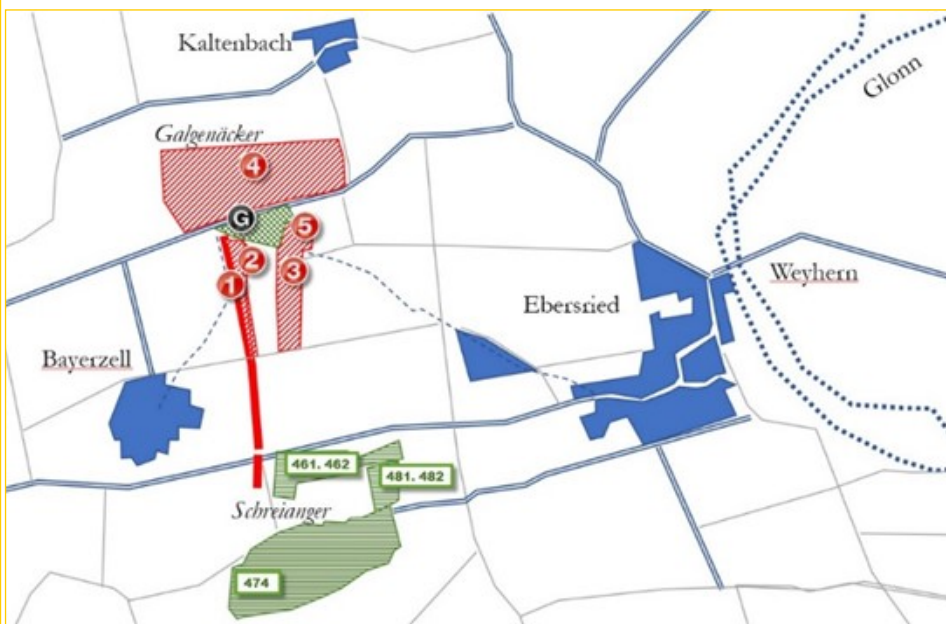 Kaltenbach
Glonn
Galgenäcker
4
G
5
2
3
1
Weyhern
Ebersried
Bayerzell
461. 462
481. 482
Schreianger
474